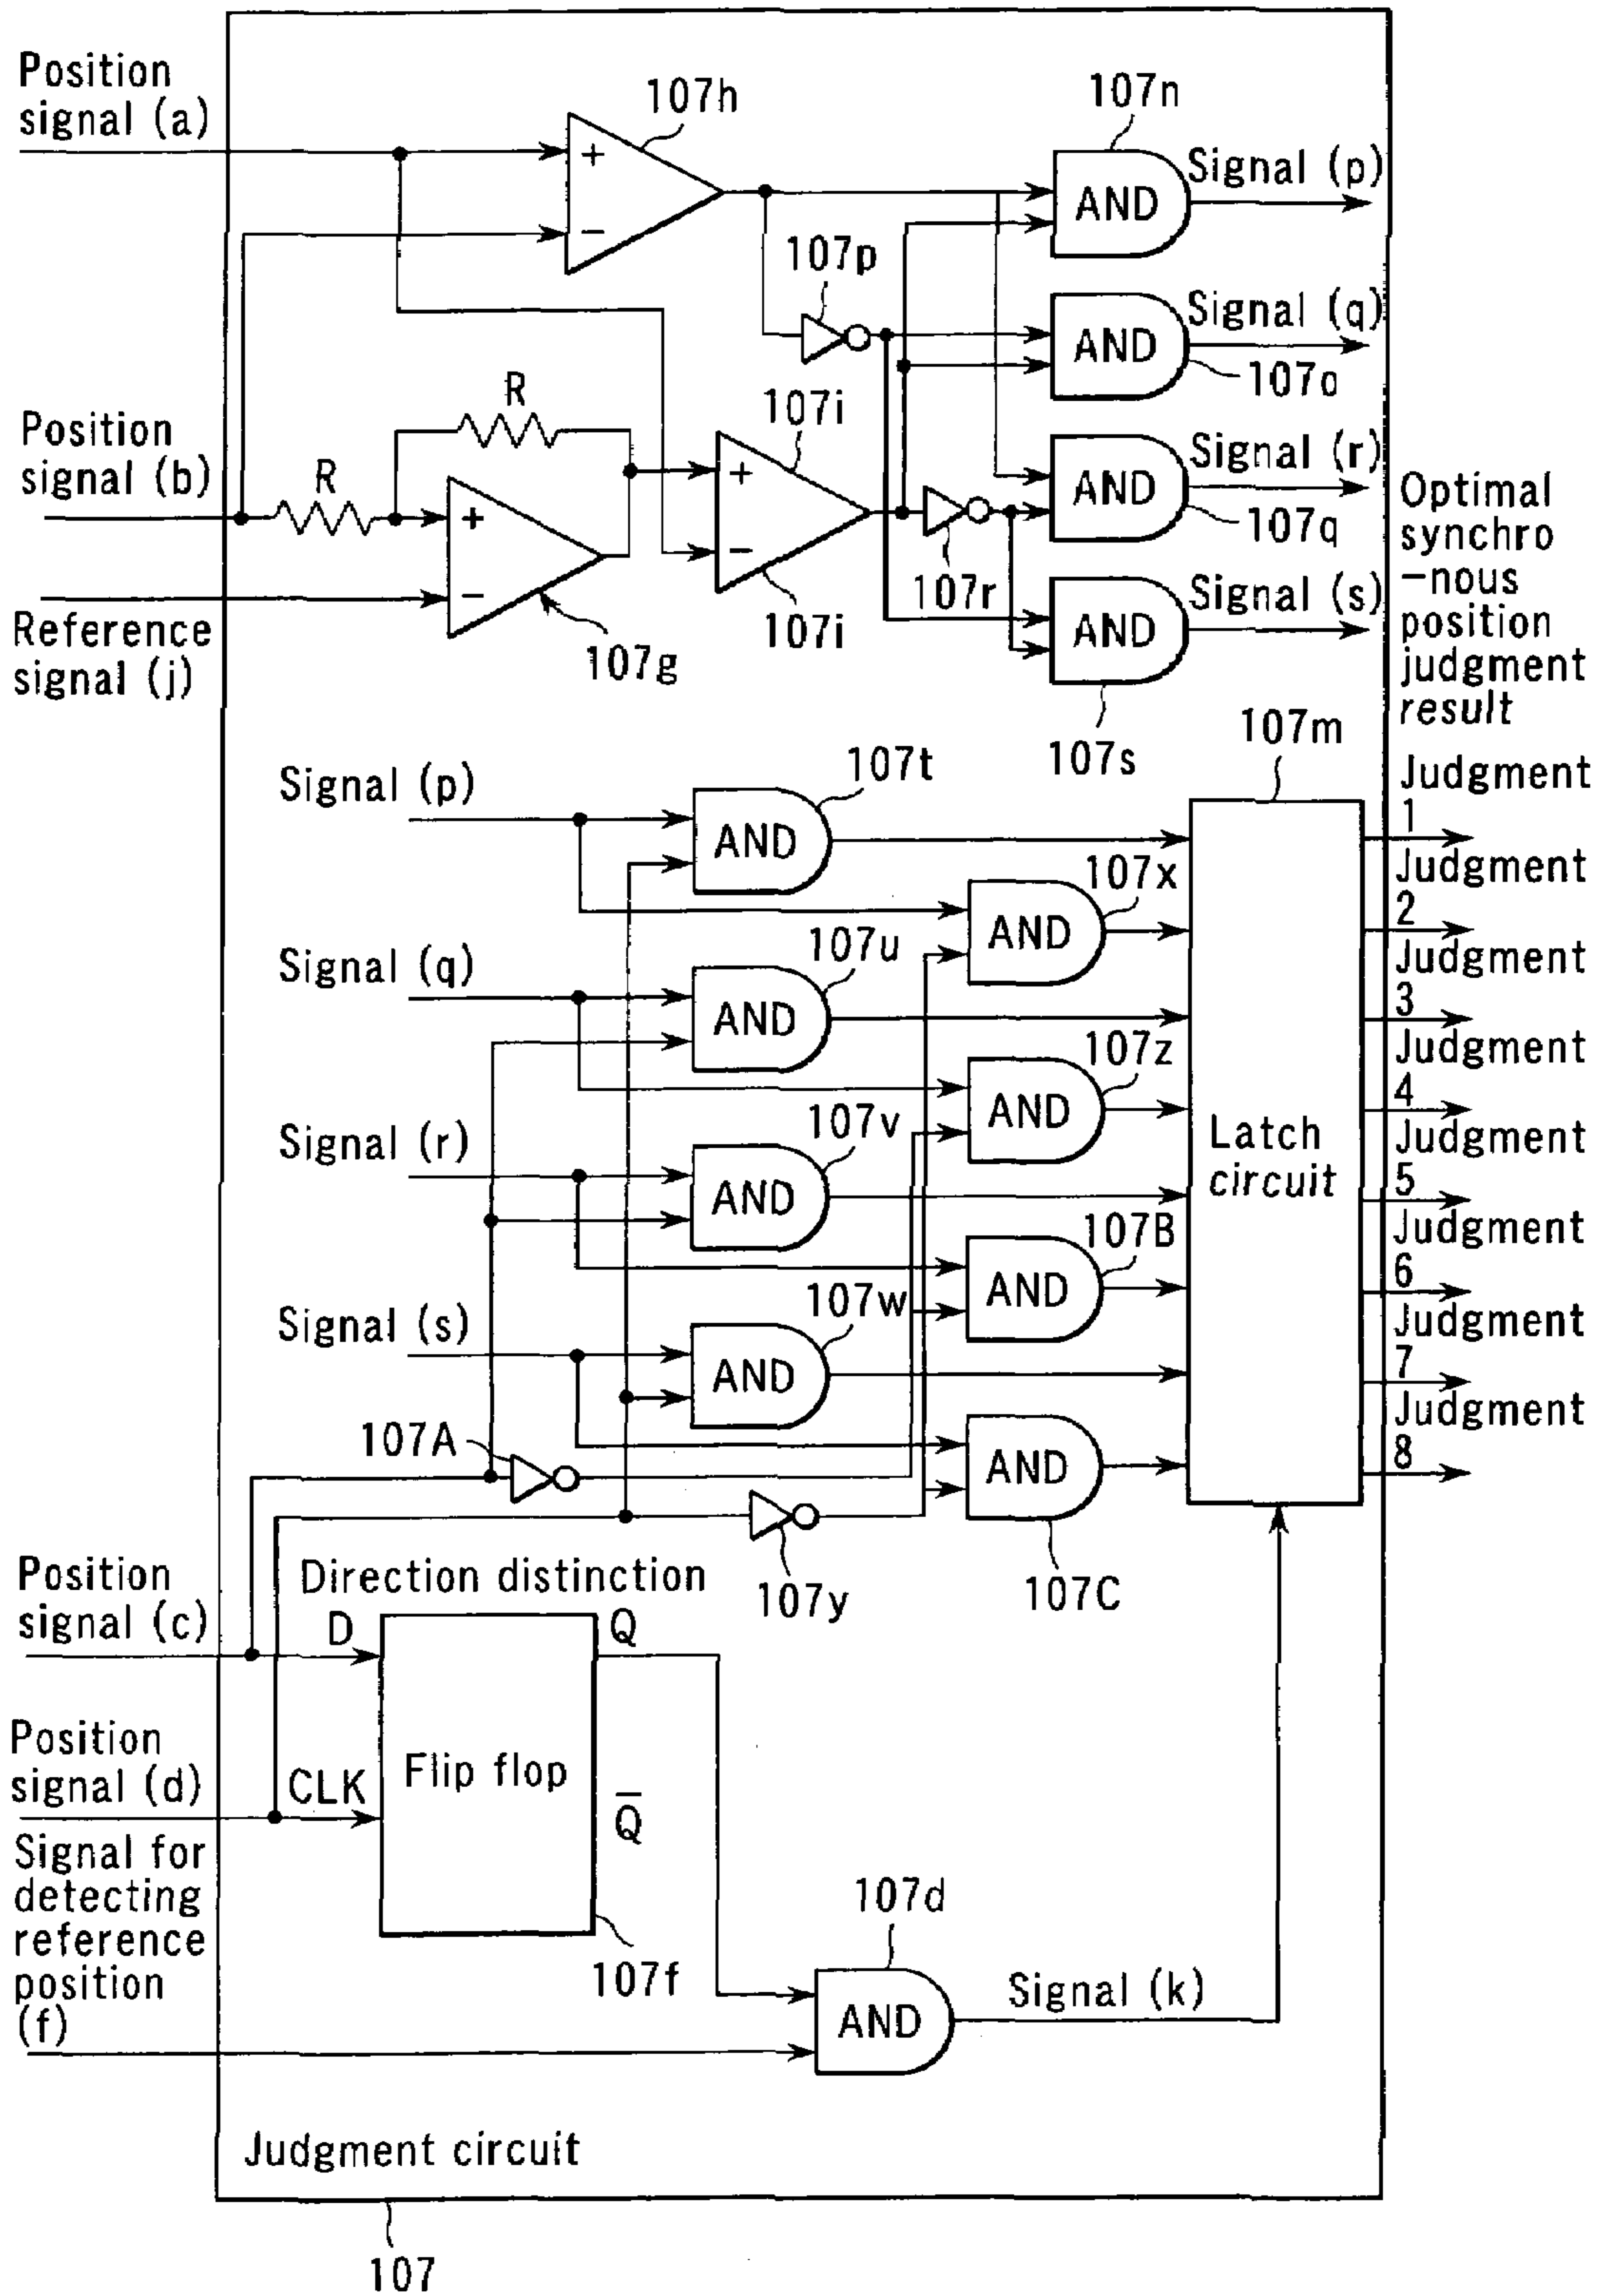 Position
signal (a)
107h
107n
+
−
AND
Signal (p)
107p
AND
Signal (q)
107o
Position
signal (b)
R
R
107i
+
−
107i
AND
Signal (r)
107q
107r
+
−
107g
Reference
signal (j)
AND
Signal (s)
107s
Optimal
synchro
-nous
position
judgment
result
107m
Signal (p)
107t
AND
Judgment
1
107x
AND
Judgment
2
Signal (q)
107u
AND
Judgment
3
107z
AND
Judgment
4
Signal (r)
107v
AND
Latch
circuit
Judgment
5
107B
AND
Judgment
6
Signal (s)
107w
AND
Judgment
7
107A
AND
107C
Judgment
8
107y
Position
signal (c)
Direction distinction
D
Q
Position
signal (d)
CLK
Flip flop
Q̅
107f
Signal for
detecting
reference
position
(f)
107d
AND
Signal (k)
Judgment circuit
107